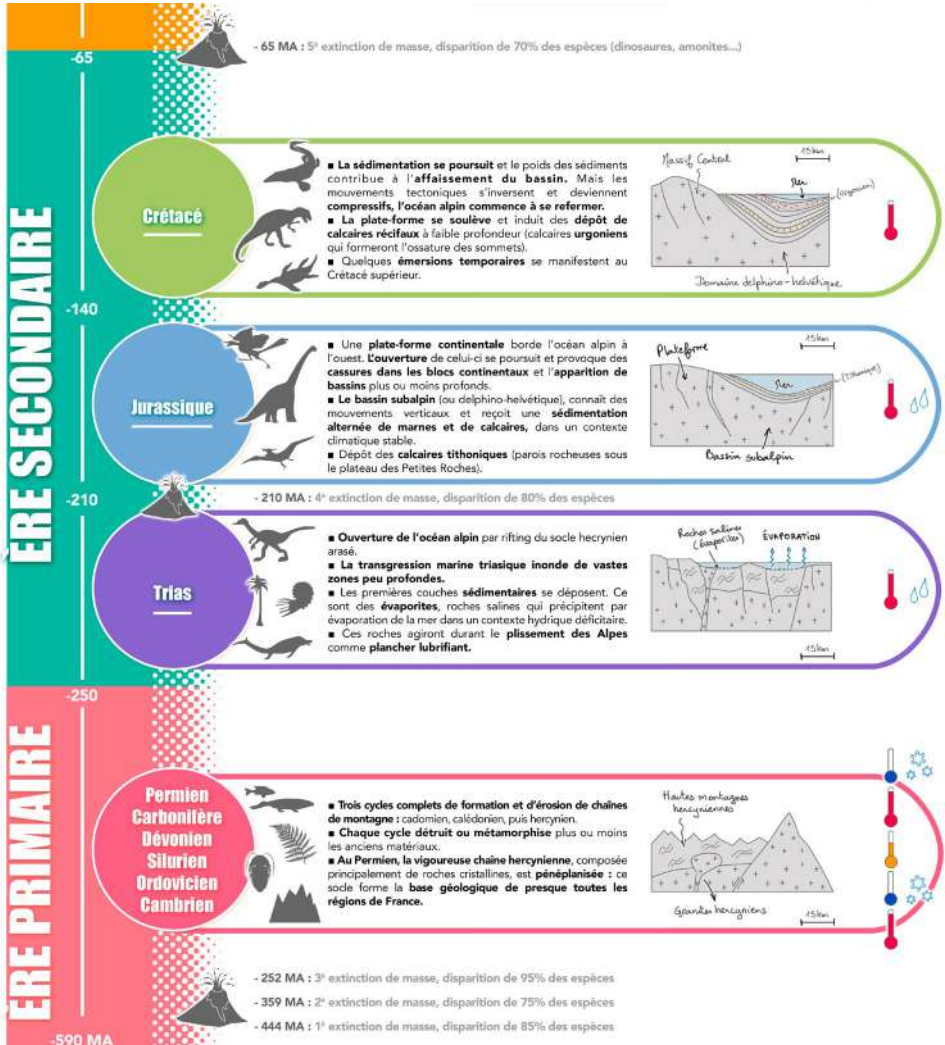 - 65 MA : 5e extinction de masse, disparition de 70% des espèces (dinosaures, amonites...)
-65
ÈRE SECONDAIRE
Crétacé
■ La sédimentation se poursuit et le poids des sédiments
contribue à l'affaissement du bassin. Mais les
mouvements tectoniques s'inversent et deviennent
compressifs, l'océan alpin commence à se refermer.
■ La plate-forme se soulève et induit des dépôt de
calcaires récifaux à faible profondeur (calcaires urgoniens
qui formeront l'ossature des sommets).
■ Quelques émersions temporaires se manifestent au
Crétacé supérieur.
Massif Central
15km
Mer
(Urgonien)
Domaine delphino-helvétique
-140
Jurassique
■ Une plate-forme continentale borde l'océan alpin à
l'ouest. L'ouverture de celui-ci se poursuit et provoque des
cassures dans les blocs continentaux et l'apparition de
bassins plus ou moins profonds.
■ Le bassin subalpin (ou delphino-helvétique), connaît des
mouvements verticaux et reçoit une sédimentation
alternée de marnes et de calcaires, dans un contexte
climatique stable.
■ Dépôt des calcaires tithoniques (parois rocheuses sous
le plateau des Petites Roches).
Plateforme
15km
Mer
(Tithonique)
Bassin subalpin
-210
- 210 MA : 4e extinction de masse, disparition de 80% des espèces
Trias
■ Ouverture de l'océan alpin par rifting du socle hecrynien
arasé.
■ La transgression marine triasique inonde de vastes
zones peu profondes.
■ Les premières couches sédimentaires se déposent. Ce
sont des évaporites, roches salines qui précipitent par
évaporation de la mer dans un contexte hydrique déficitaire.
■ Ces roches agiront durant le plissement des Alpes
comme plancher lubrifiant.
Roches salines
(Évaporites)
ÉVAPORATION
15km
-250
ÈRE PRIMAIRE
Permien
Carbonifère
Dévonien
Silurien
Ordovicien
Cambrien
■ Trois cycles complets de formation et d'érosion de chaînes
de montagne : cadomien, calédonien, puis hercynien.
■ Chaque cycle détruit ou métamorphise plus ou moins
les anciens matériaux.
■ Au Permien, la vigoureuse chaîne hercynienne, composée
principalement de roches cristallines, est pénéplanisée : ce
socle forme la base géologique de presque toutes les
régions de France.
Hautes montagnes
hercyniennes
Granites hercyniens
15km
- 252 MA : 3e extinction de masse, disparition de 95% des espèces
- 359 MA : 2e extinction de masse, disparition de 75% des espèces
- 444 MA : 1e extinction de masse, disparition de 85% des espèces
-590 MA